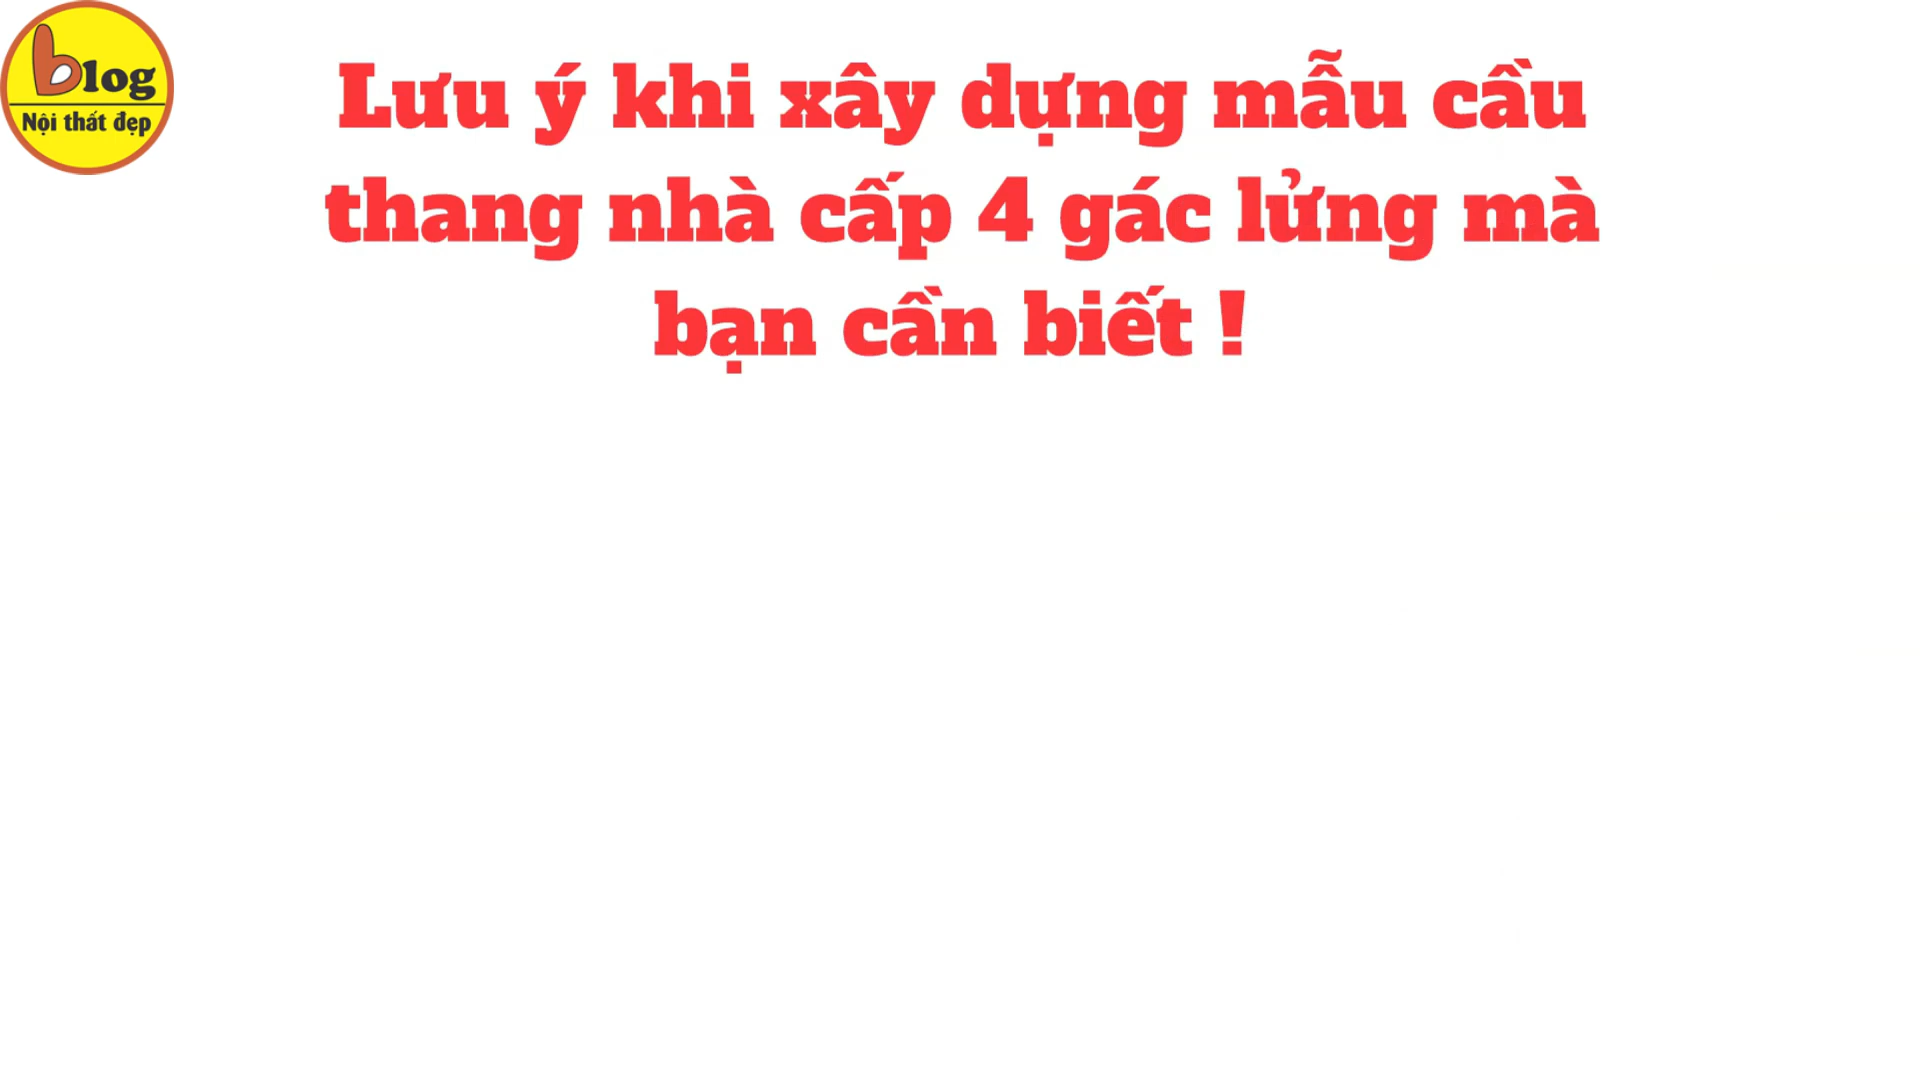 blog
Nội thất đẹp
Lưu ý khi xây dựng mẫu cầu
thang nhà cấp 4 gác lửng mà
bạn cần biết !